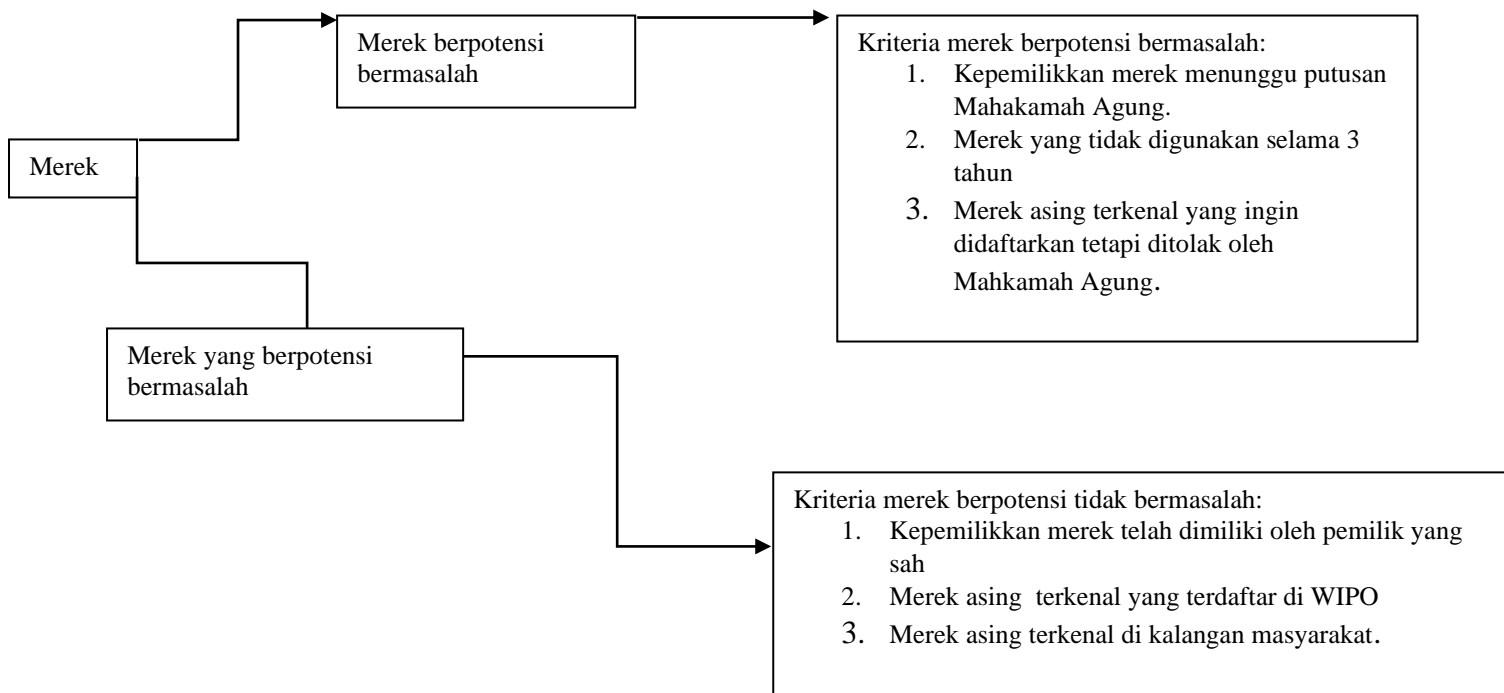 Merek berpotensi
bermasalah
Kriteria merek berpotensi bermasalah:
1. Kepemilikkan merek menunggu putusan
Mahakamah Agung.
2. Merek yang tidak digunakan selama 3
tahun
3. Merek asing terkenal yang ingin
didaftarkan tetapi ditolak oleh
Mahkamah Agung.
Merek
Merek yang berpotensi
bermasalah
Kriteria merek berpotensi tidak bermasalah:
1. Kepemilikkan merek telah dimiliki oleh pemilik yang
sah
2. Merek asing terkenal yang terdaftar di WIPO
3. Merek asing terkenal di kalangan masyarakat.